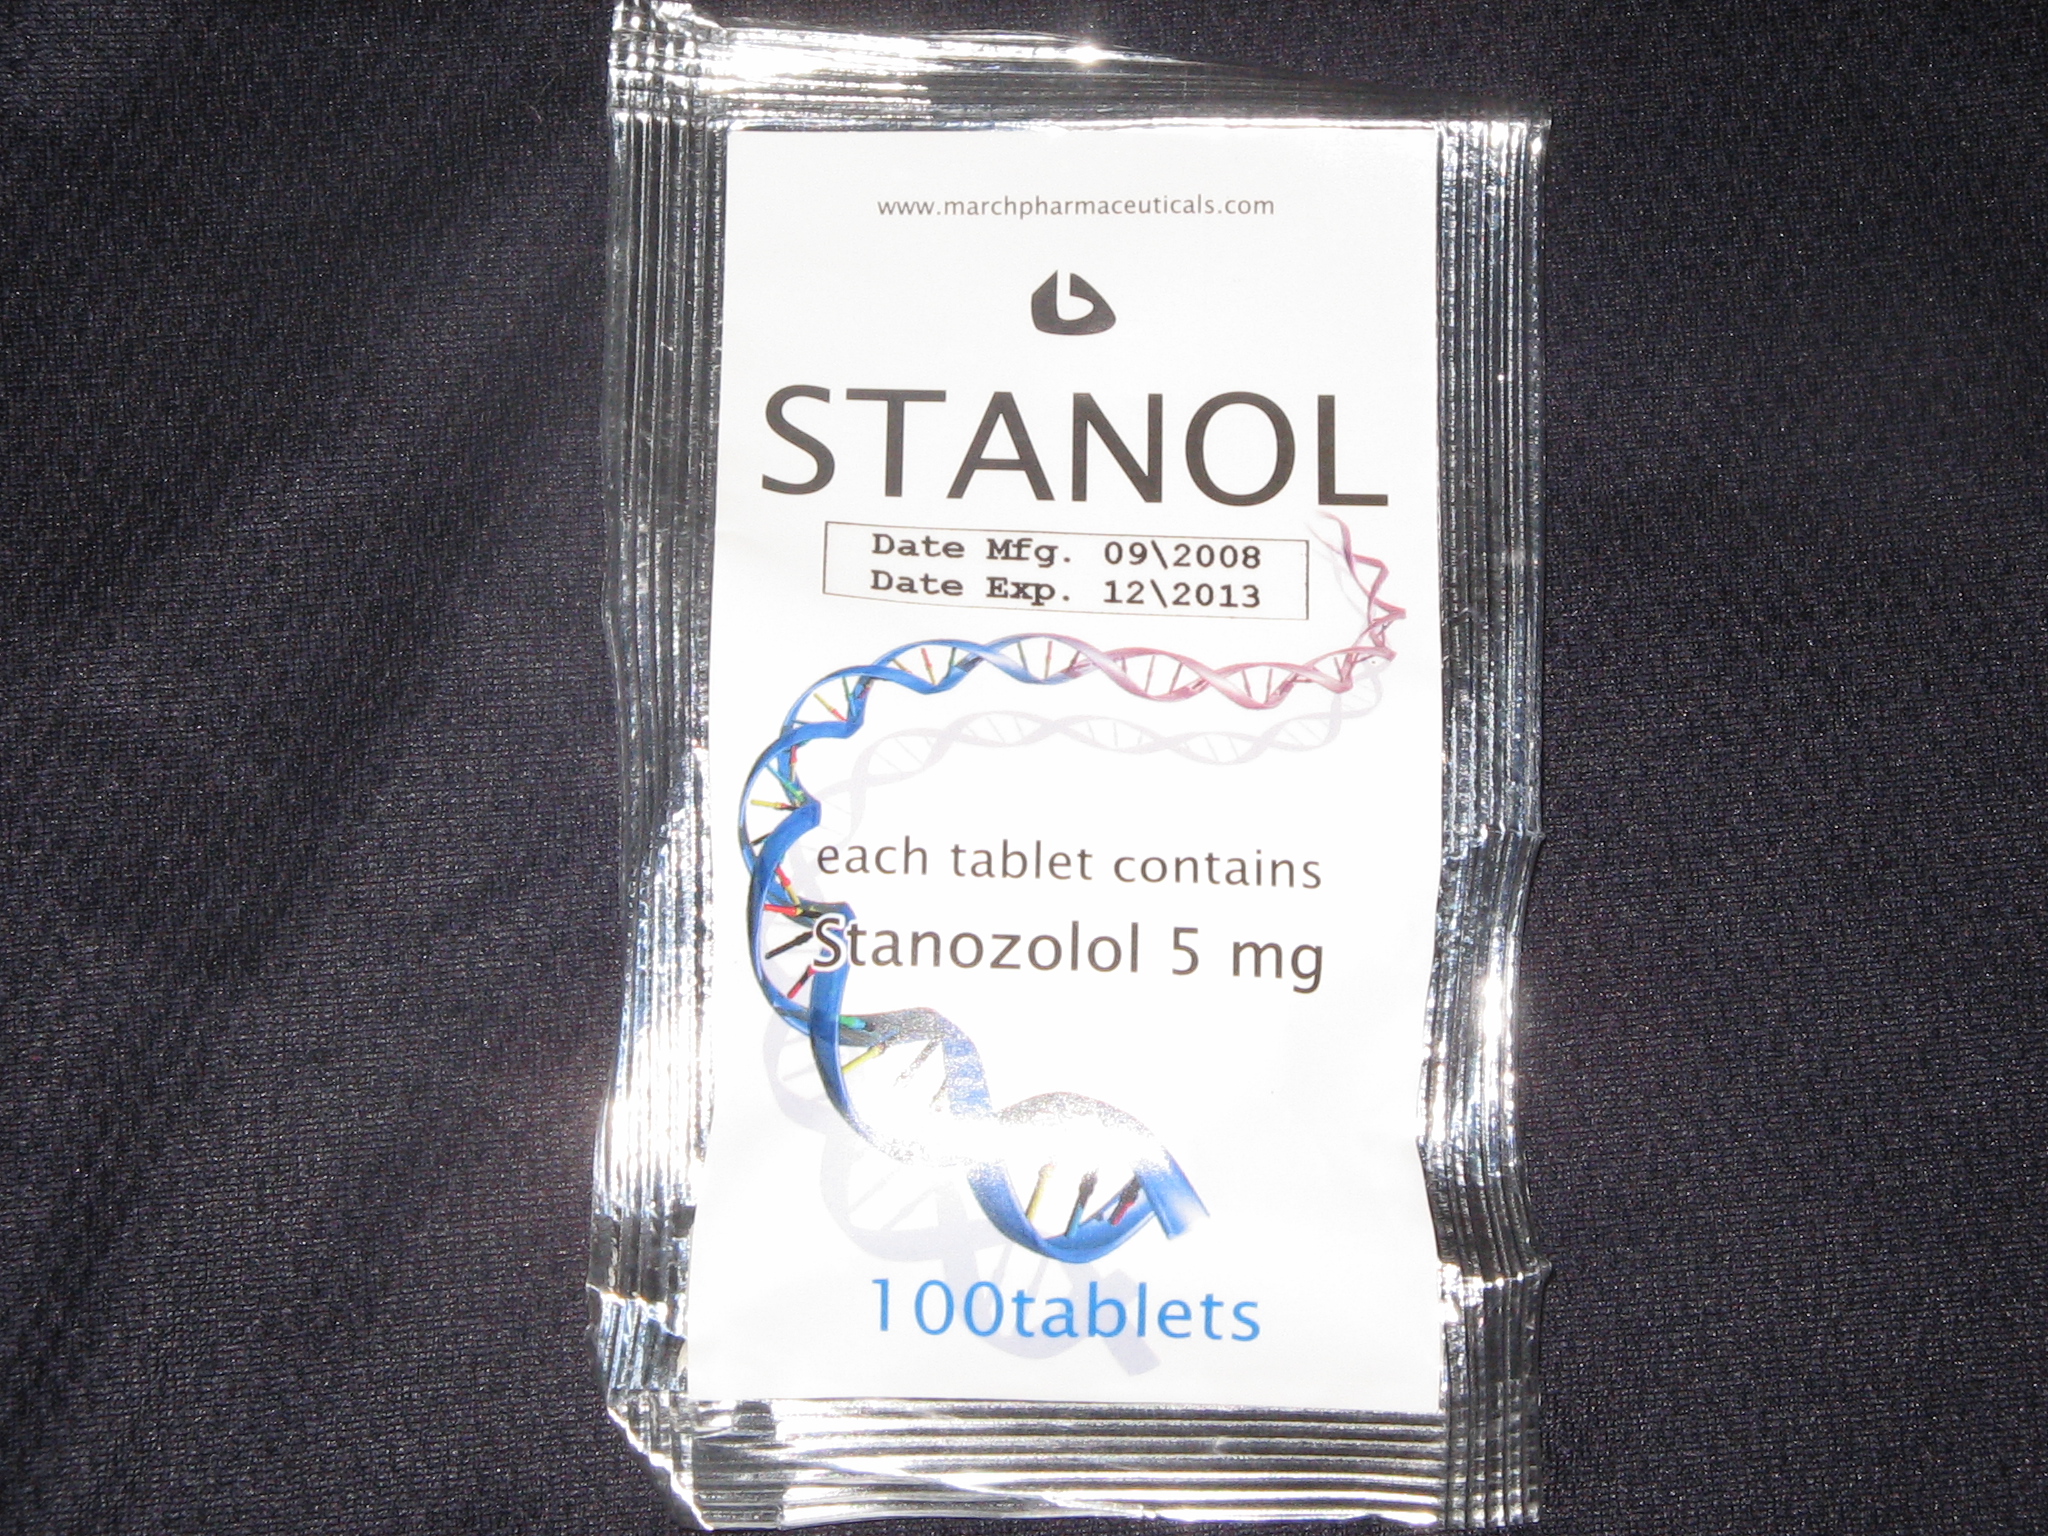 www.marchpharmaceuticals.com
b
STANOL
Date Mfg. 09\2008
Date Exp. 12\2013
each tablet contains
Stanozolol 5 mg
100tablets